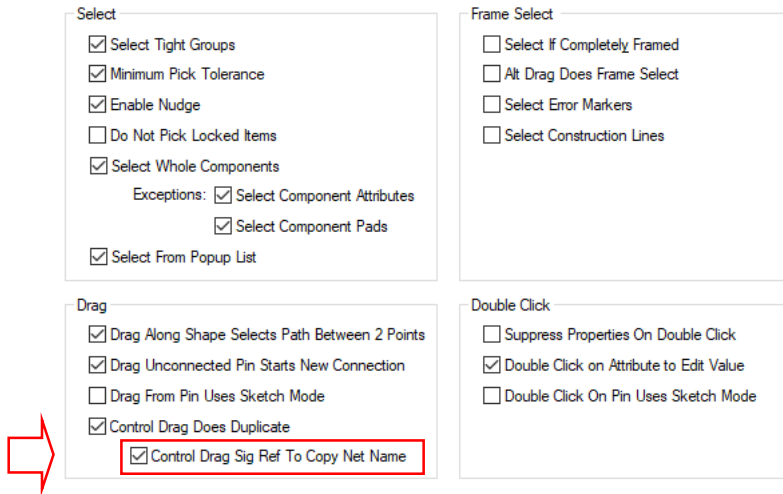 Select
Select Tight Groups
Minimum Pick Tolerance
Enable Nudge
Do Not Pick Locked Items
Select Whole Components
Exceptions: Select Component Attributes
Select Component Pads
Select From Popup List
Frame Select
Select If Completely Framed
Alt Drag Does Frame Select
Select Error Markers
Select Construction Lines
Drag
Drag Along Shape Selects Path Between 2 Points
Drag Unconnected Pin Starts New Connection
Drag From Pin Uses Sketch Mode
Control Drag Does Duplicate
Control Drag Sig Ref To Copy Net Name
Double Click
Suppress Properties On Double Click
Double Click on Attribute to Edit Value
Double Click On Pin Uses Sketch Mode